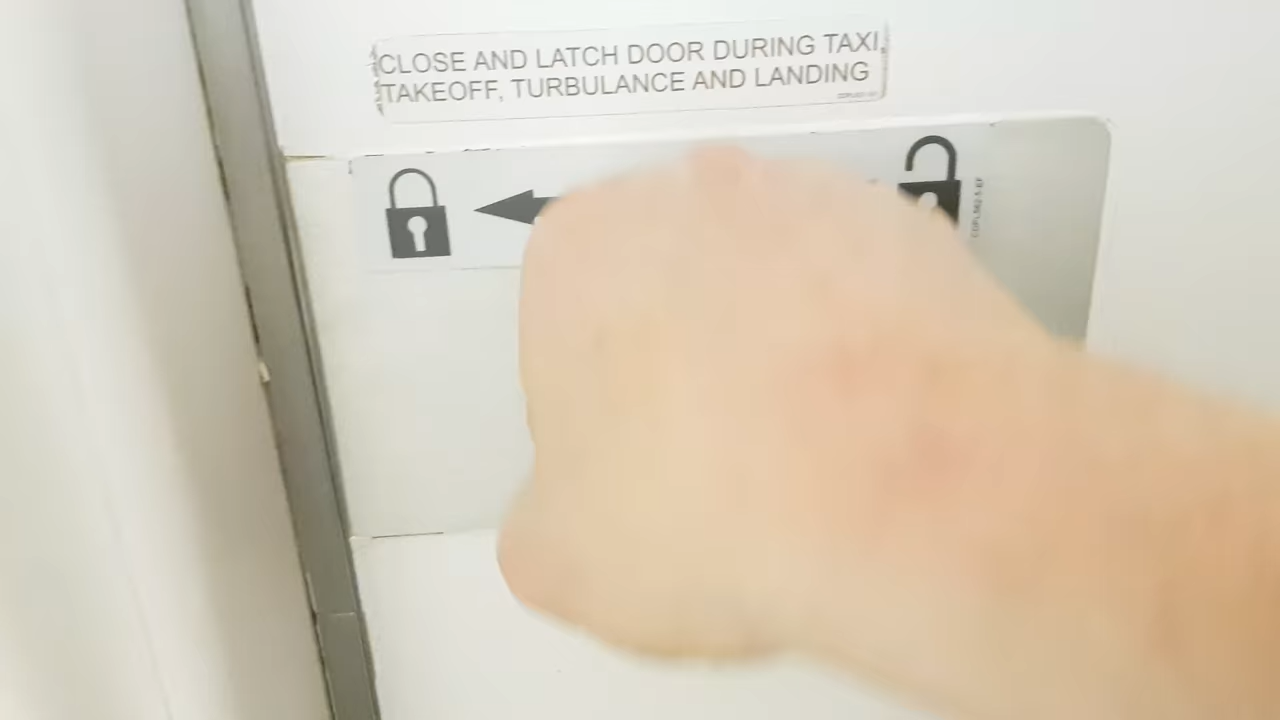 CLOSE AND LATCH DOOR DURING TAXI,
TAKEOFF, TURBULANCE AND LANDING